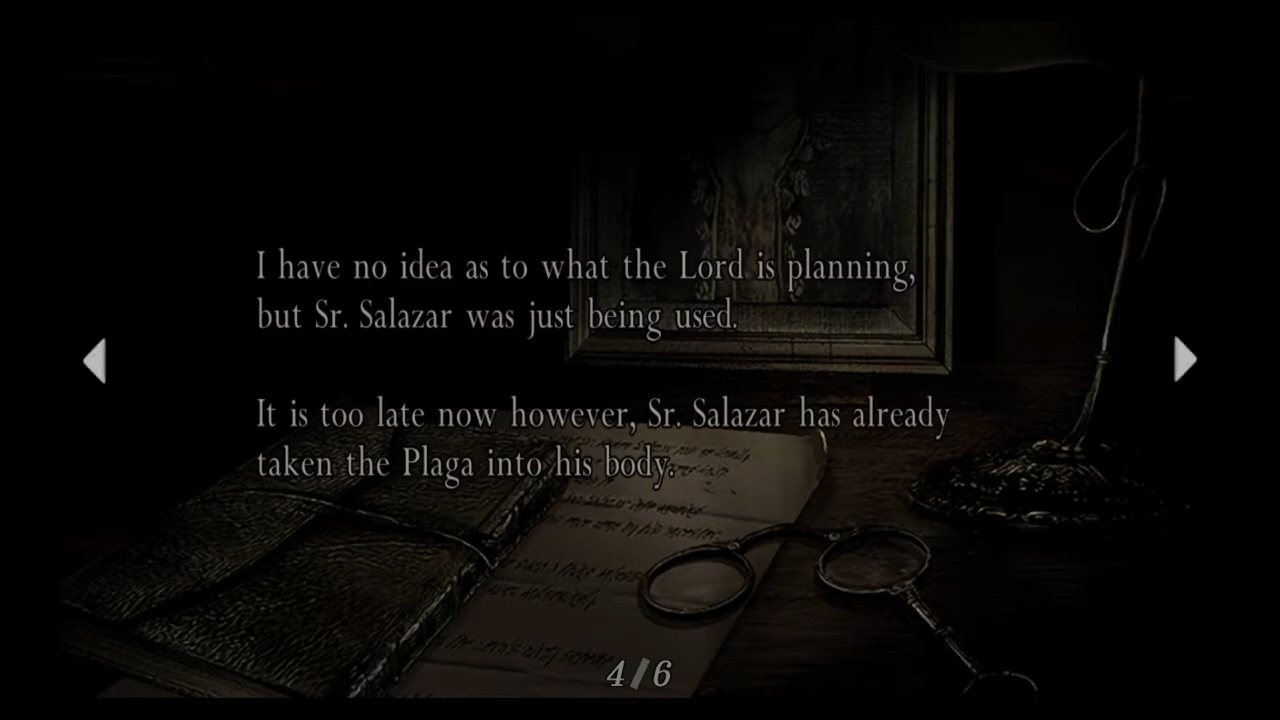 I have no idea as to what the Lord is planning,
but Sr. Salazar was just being used.
It is too late now however, Sr. Salazar has already
taken the Plaga into his body.
4/6